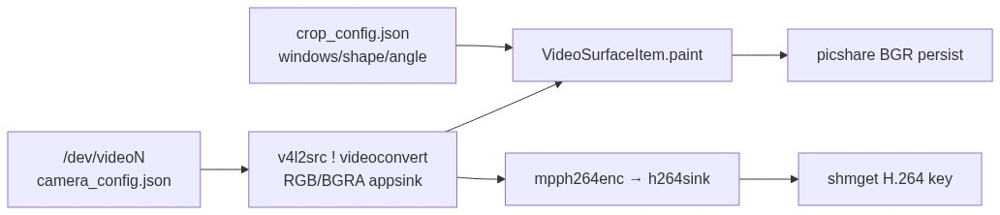 crop_config.json
windows/shape/angle
VideoSurfaceItem.paint
picshare BGR persist
/dev/videoN
camera_config.json
v4l2src ! videoconvert
RGB/BGRA appsink
mpph264enc → h264sink
shmget H.264 key